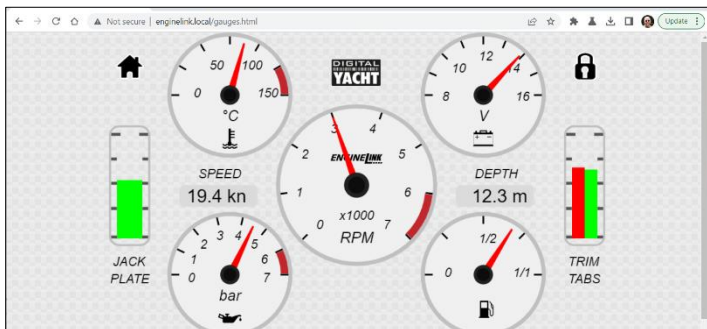 Not secure | enginelink.local/gauges.html
Update
50 100
0 150
°C
DIGITAL
YACHT
10 12
8 14
16
V
SPEED
19.4 kn
3 4
2 5
ENGINELINK
1 6
x1000
0 7
RPM
DEPTH
12.3 m
JACK
PLATE
3 4
2 5
1 6
0 7
bar
1/2
0 1/1
TRIM
TABS